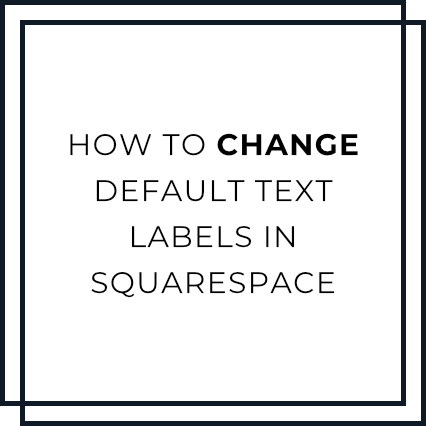 HOW TO CHANGE
DEFAULT TEXT
LABELS IN
SQUARESPACE